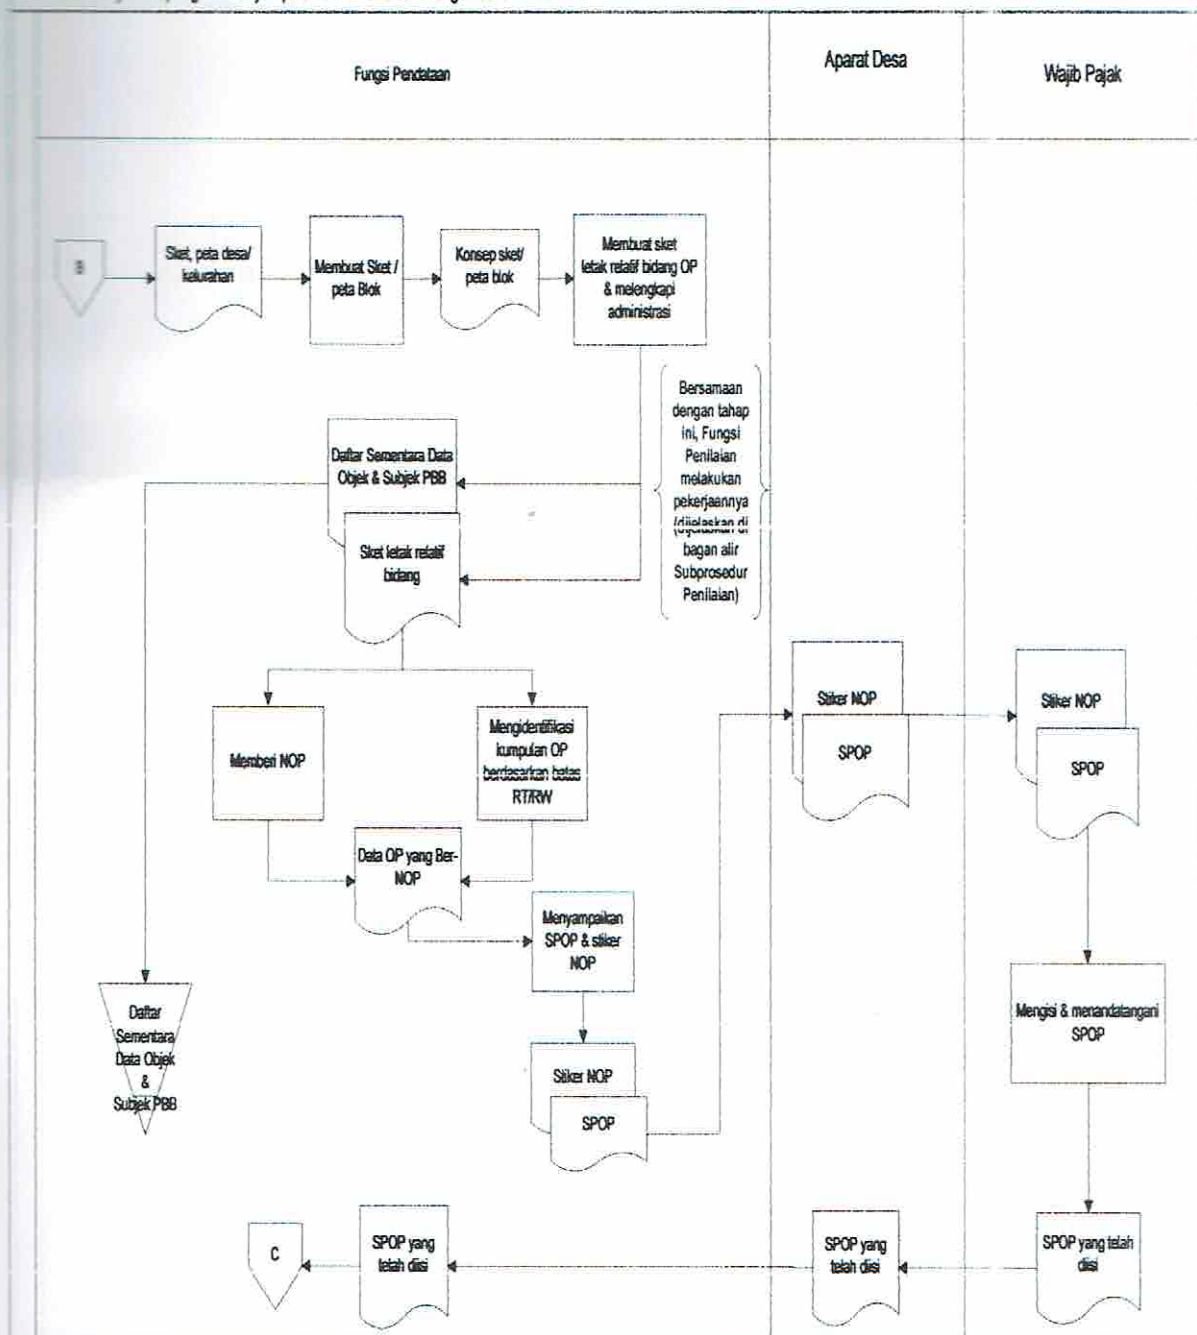 Fungsi Pendataan
Aparat Desa
Wajib Pajak
B
Sket, peta desa/
kelurahan
Membuat Sket /
peta Blok
Konsep sket/
peta blok
Membuat sket
letak relatif bidang OP
& melengkapi
administrasi
Bersamaan
dengan tahap
ini, Fungsi
Penilaian
melakukan
pekerjaannya
(dijelaskan di
bagan alir
Subprosedur
Penilaian)
Daftar Sementara Data
Objek & Subjek PBB
Sket letak relatif
bidang
Memberi NOP
Mengidentifikasi
kumpulan OP
berdasarkan batas
RT/RW
Data OP yang Ber-
NOP
Menyampaikan
SPOP & stiker
NOP
Stiker NOP
SPOP
Stiker NOP
SPOP
Stiker NOP
SPOP
Mengisi & menandatangani
SPOP
Daftar
Sementara
Data Objek
&
Subjek PBB
SPOP yang telah
diisi
SPOP yang
telah diisi
SPOP yang
telah diisi
C